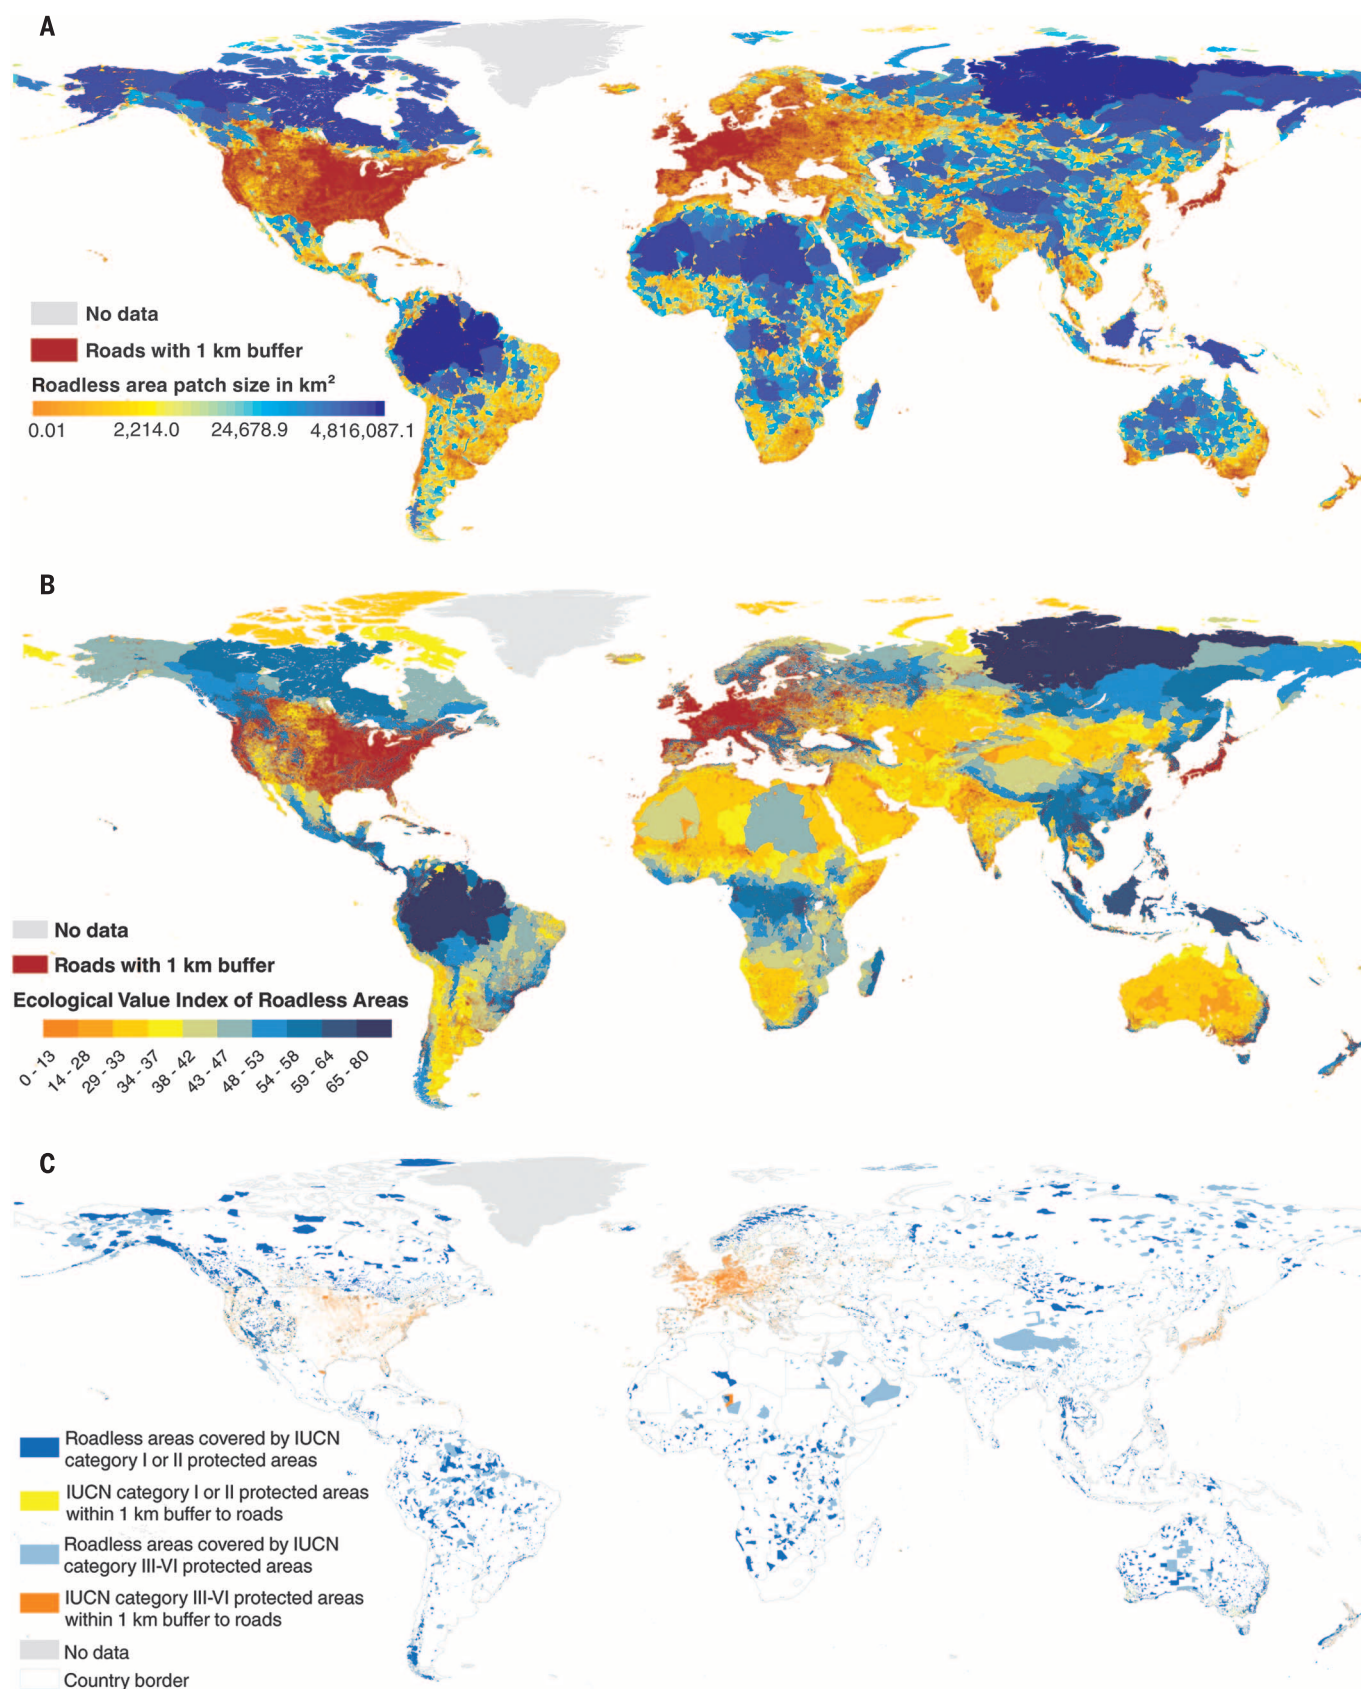 A
No data
Roads with 1 km buffer
Roadless area patch size in km²
0.01 2,214.0 24,678.9 4,816,087.1
B
No data
Roads with 1 km buffer
Ecological Value Index of Roadless Areas
0 - 13 14 - 28 29 - 33 34 - 37 38 - 42 43 - 47 48 - 53 54 - 58 59 - 64 65 - 80
C
Roadless areas covered by IUCN
category I or II protected areas
IUCN category I or II protected areas
within 1 km buffer to roads
Roadless areas covered by IUCN
category III-VI protected areas
IUCN category III-VI protected areas
within 1 km buffer to roads
No data
Country border